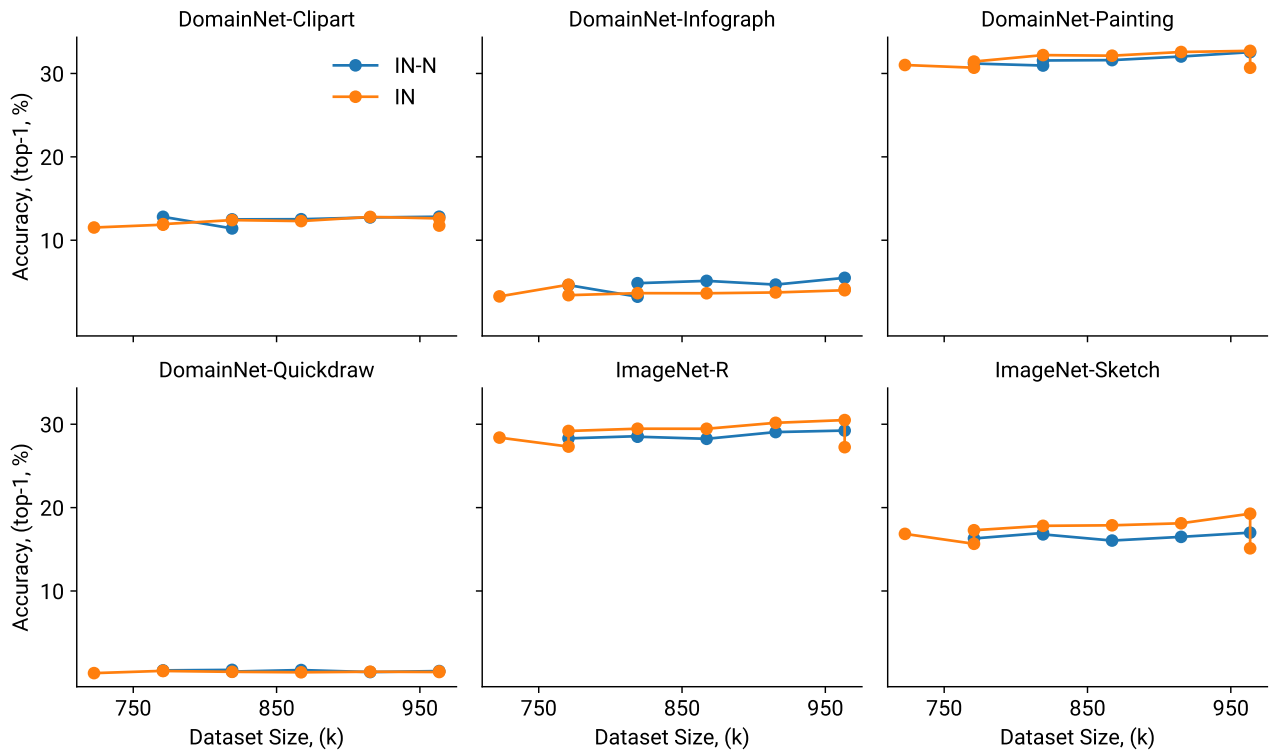 DomainNet-Clipart
DomainNet-Infograph
DomainNet-Painting
IN-N
IN
Accuracy, (top-1, %)
30
20
10
DomainNet-Quickdraw
ImageNet-R
ImageNet-Sketch
Accuracy, (top-1, %)
30
20
10
750 850 950
750 850 950
750 850 950
Dataset Size, (k)
Dataset Size, (k)
Dataset Size, (k)